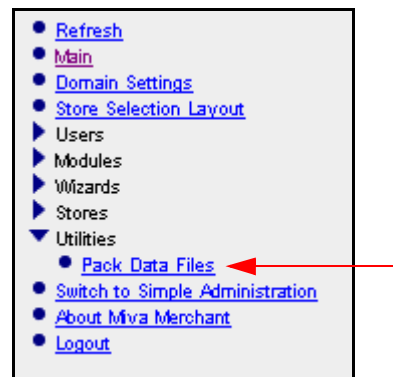 Refresh
Main
Domain Settings
Store Selection Layout
Users
Modules
Wizards
Stores
Utilities
Pack Data Files
Switch to Simple Administration
About Miva Merchant
Logout